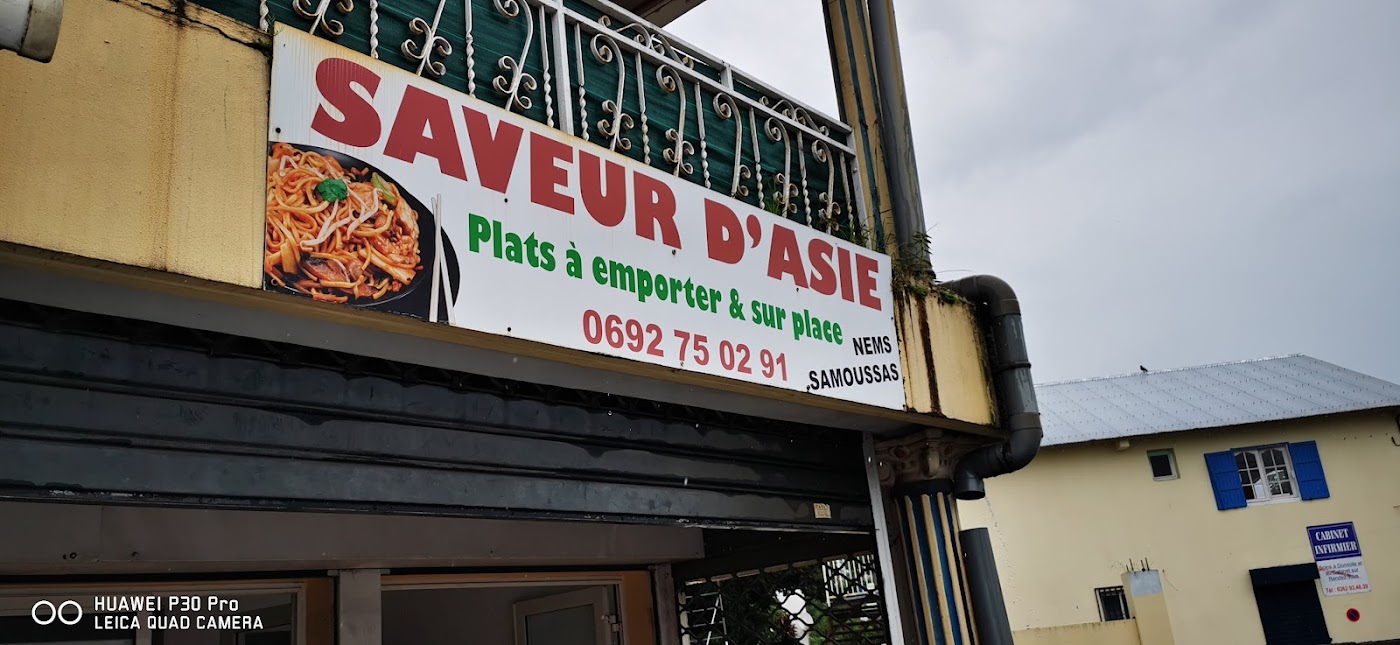 SAVEUR D'ASIE
Plats à emporter & sur place
0692 75 02 91
NEMS
SAMOUSSAS
CABINET
INFIRMIER
HUAWEI P30 Pro
LEICA QUAD CAMERA